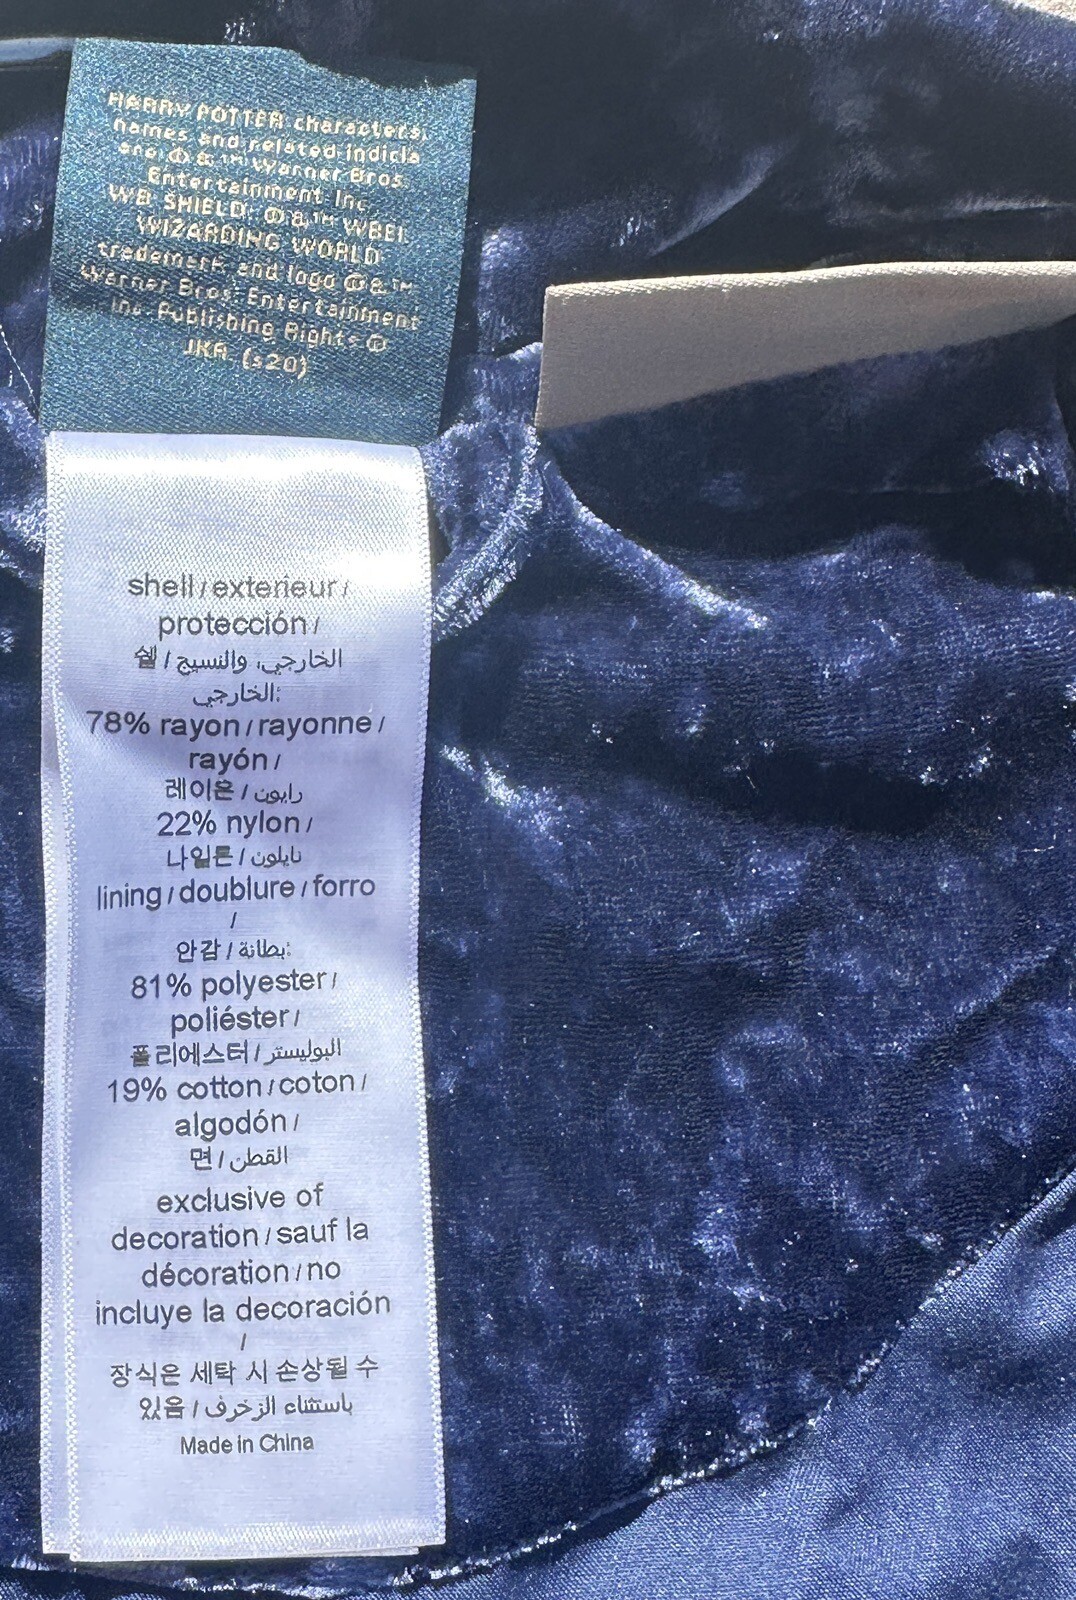 HARRY POTTER characters,
names and related indicia
are © & ™ Warner Bros.
Entertainment Inc.
WB SHIELD: © & ™ WBEI.
WIZARDING WORLD
trademark and logo © & ™
Warner Bros. Entertainment
Inc. Publishing Rights ©
JKR (s20)
shell / exterieur /
protección /
쉘 / الخارجي، والنسيج
الخارجي:
78% rayon / rayonne /
rayón /
레이온 / رايون
22% nylon /
나일론 / نايلون
lining / doublure / forro
/
안감 / بطانة:
81% polyester /
poliéster /
폴리에스터 / البوليستر
19% cotton / coton /
algodón /
면 / القطن
exclusive of
decoration / sauf la
décoration / no
incluye la decoración
/
장식은 세탁 시 손상될 수
있음 / باستثناء الزخرف
Made in China